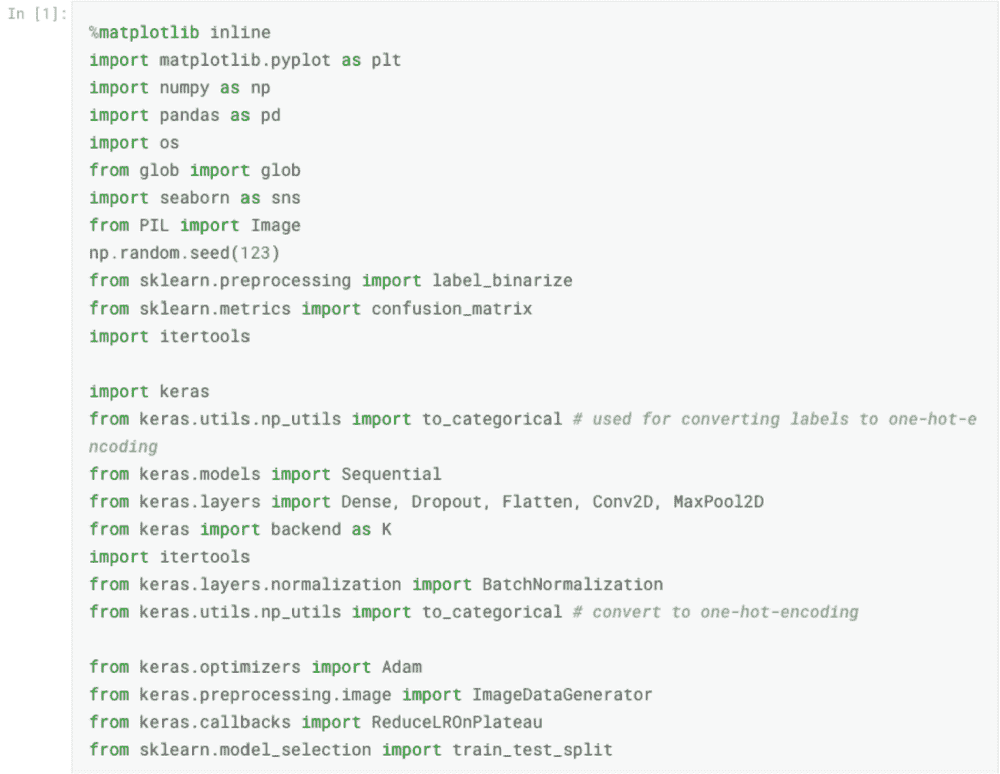 In [1]:
%matplotlib inline
import matplotlib.pyplot as plt
import numpy as np
import pandas as pd
import os
from glob import glob
import seaborn as sns
from PIL import Image
np.random.seed(123)
from sklearn.preprocessing import label_binarize
from sklearn.metrics import confusion_matrix
import itertools

import keras
from keras.utils.np_utils import to_categorical # used for converting labels to one-hot-e
ncoding
from keras.models import Sequential
from keras.layers import Dense, Dropout, Flatten, Conv2D, MaxPool2D
from keras import backend as K
import itertools
from keras.layers.normalization import BatchNormalization
from keras.utils.np_utils import to_categorical # convert to one-hot-encoding

from keras.optimizers import Adam
from keras.preprocessing.image import ImageDataGenerator
from keras.callbacks import ReduceLROnPlateau
from sklearn.model_selection import train_test_split